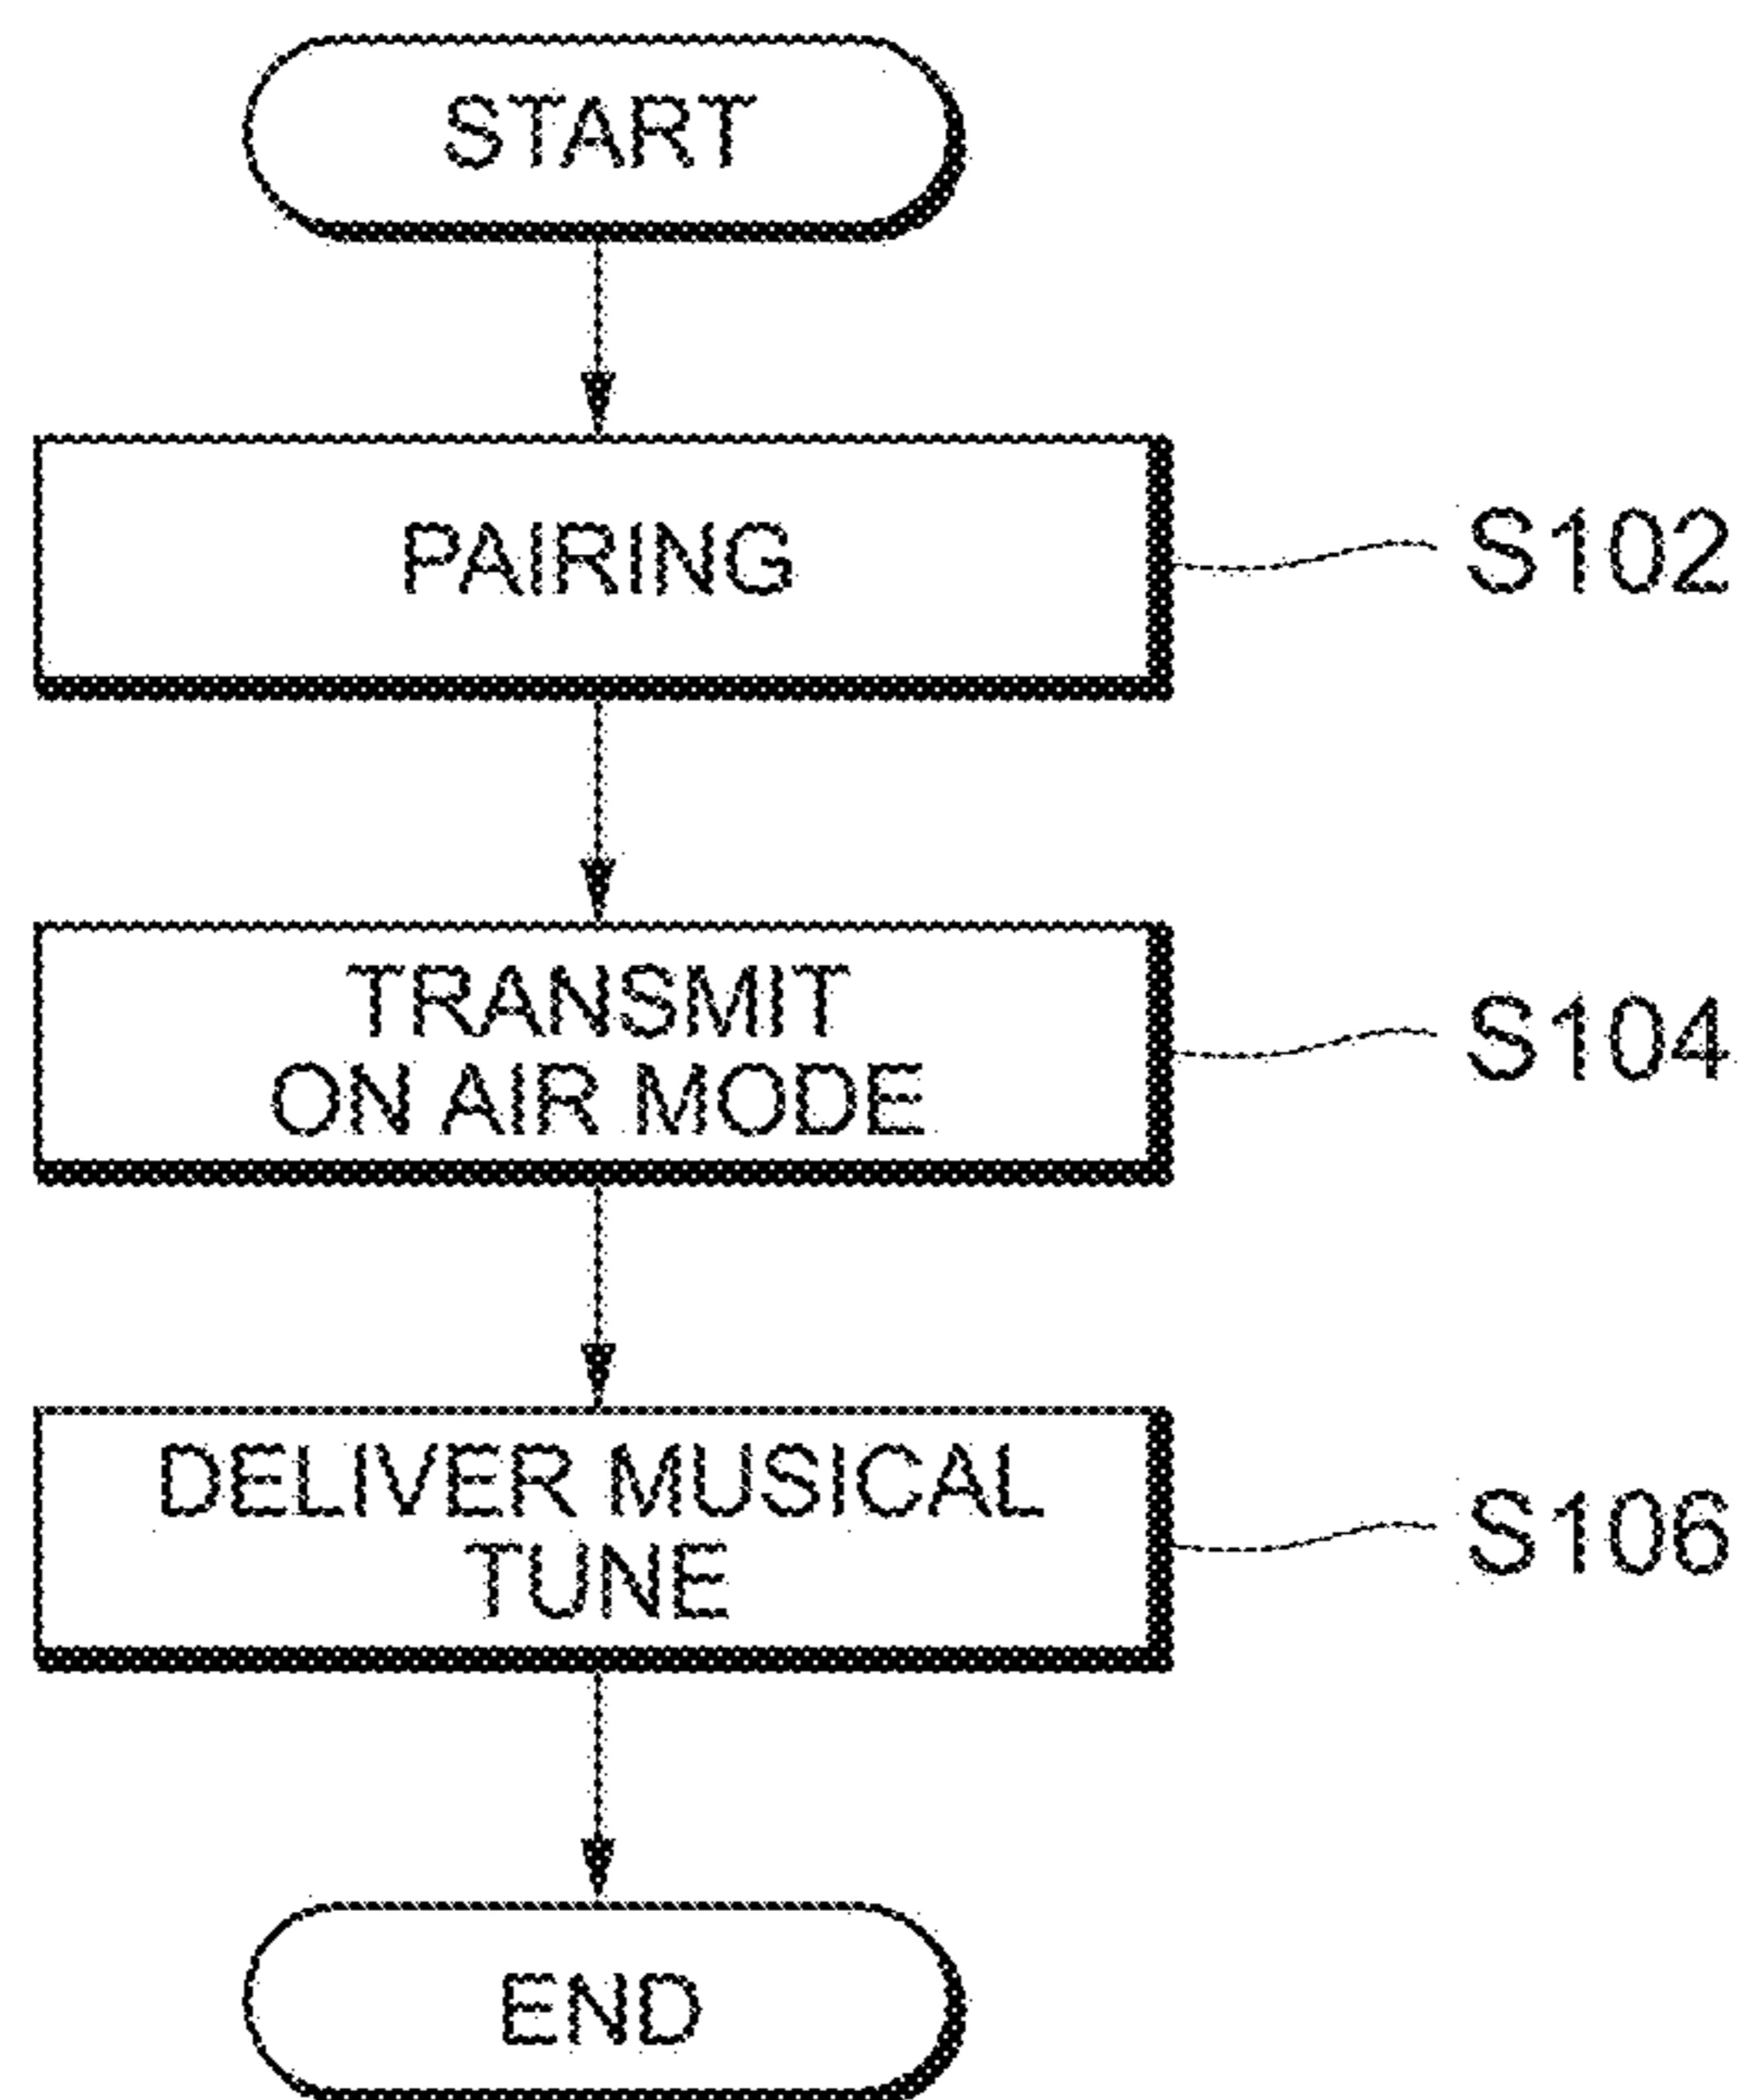 START
PAIRING
S102
TRANSMIT
ON AIR MODE
S104
DELIVER MUSICAL
TUNE
S106
END